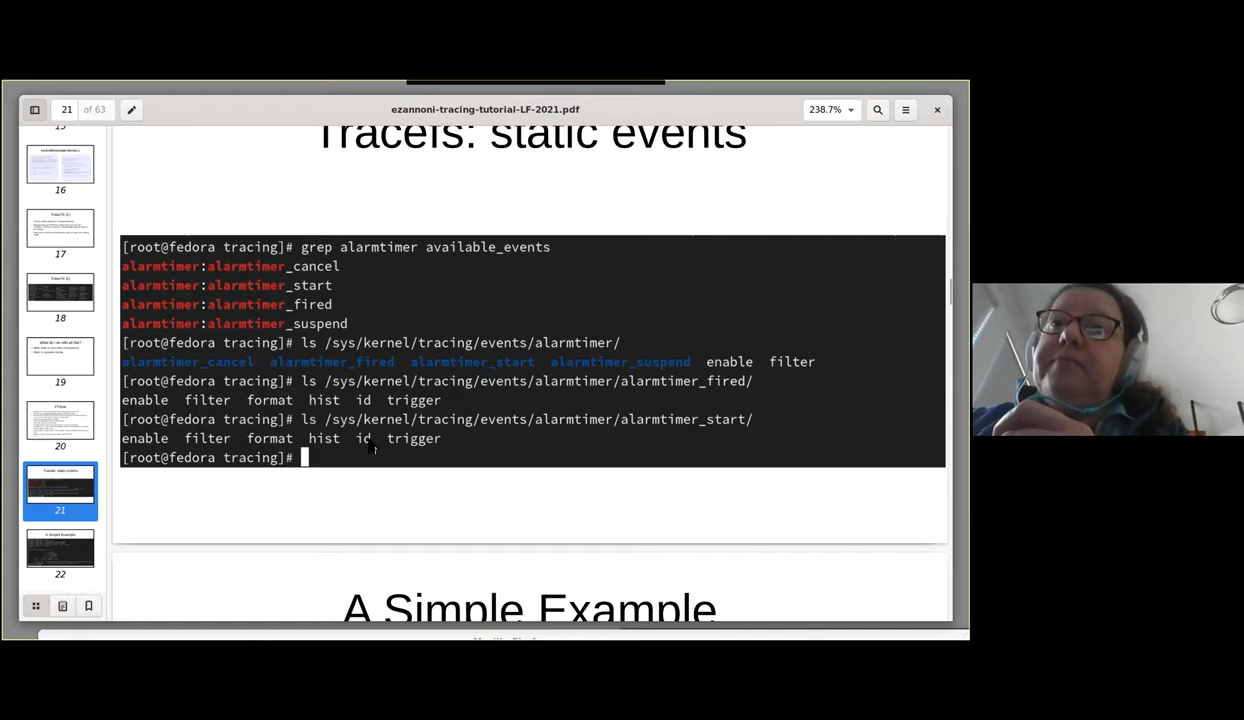 21 of 63
ezannoni-tracing-tutorial-LF-2021.pdf
238.7%
15
16
17
18
19
20
21
22
Tracefs: static events
[root@fedora tracing]# grep alarmtimer available_events
alarmtimer:alarmtimer_cancel
alarmtimer:alarmtimer_start
alarmtimer:alarmtimer_fired
alarmtimer:alarmtimer_suspend
[root@fedora tracing]# ls /sys/kernel/tracing/events/alarmtimer/
alarmtimer_cancel alarmtimer_fired alarmtimer_start alarmtimer_suspend enable filter
[root@fedora tracing]# ls /sys/kernel/tracing/events/alarmtimer/alarmtimer_fired/
enable filter format hist id trigger
[root@fedora tracing]# ls /sys/kernel/tracing/events/alarmtimer/alarmtimer_start/
enable filter format hist id trigger
[root@fedora tracing]#
A Simple Example